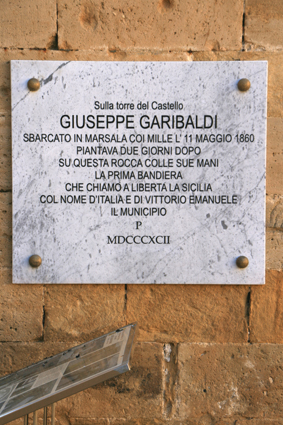 Sulla torre del Castello
GIUSEPPE GARIBALDI
SBARCATO IN MARSALA COI MILLE L' 11 MAGGIO 1860
PIANTAVA DUE GIORNI DOPO
SU QUESTA ROCCA COLLE SUE MANI
LA PRIMA BANDIERA
CHE CHIAMO A LIBERTA LA SICILIA
COL NOME D'ITALIA E DI VITTORIO EMANUELE
IL MUNICIPIO
P
MDCCCXCII